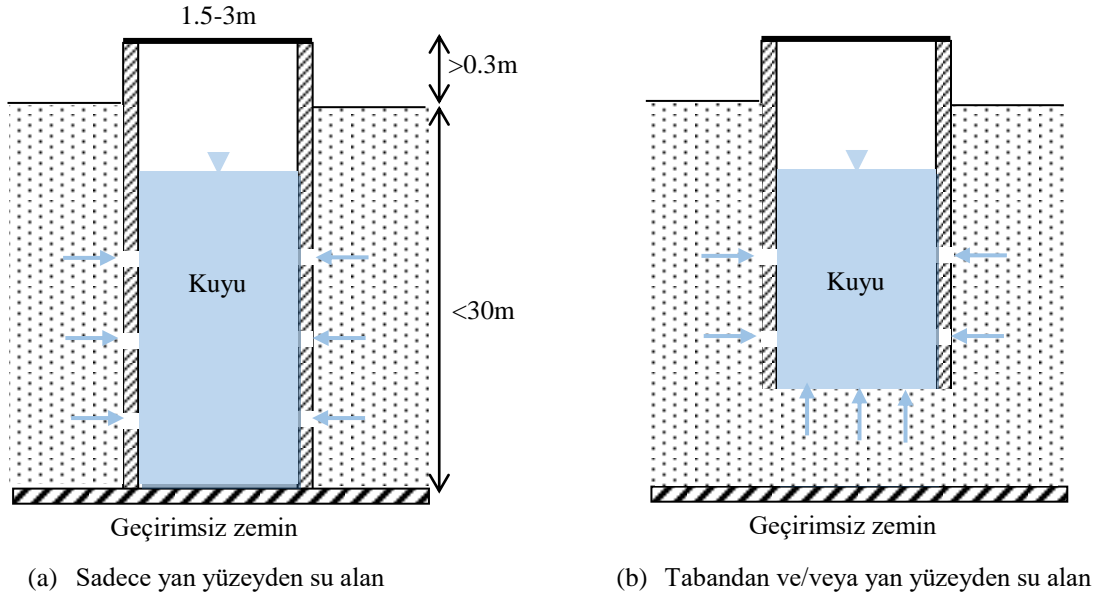 1.5-3m
>0.3m
Kuyu
<30m
Geçirimsiz zemin
(a) Sadece yan yüzeyden su alan
Kuyu
Geçirimsiz zemin
(b) Tabandan ve/veya yan yüzeyden su alan